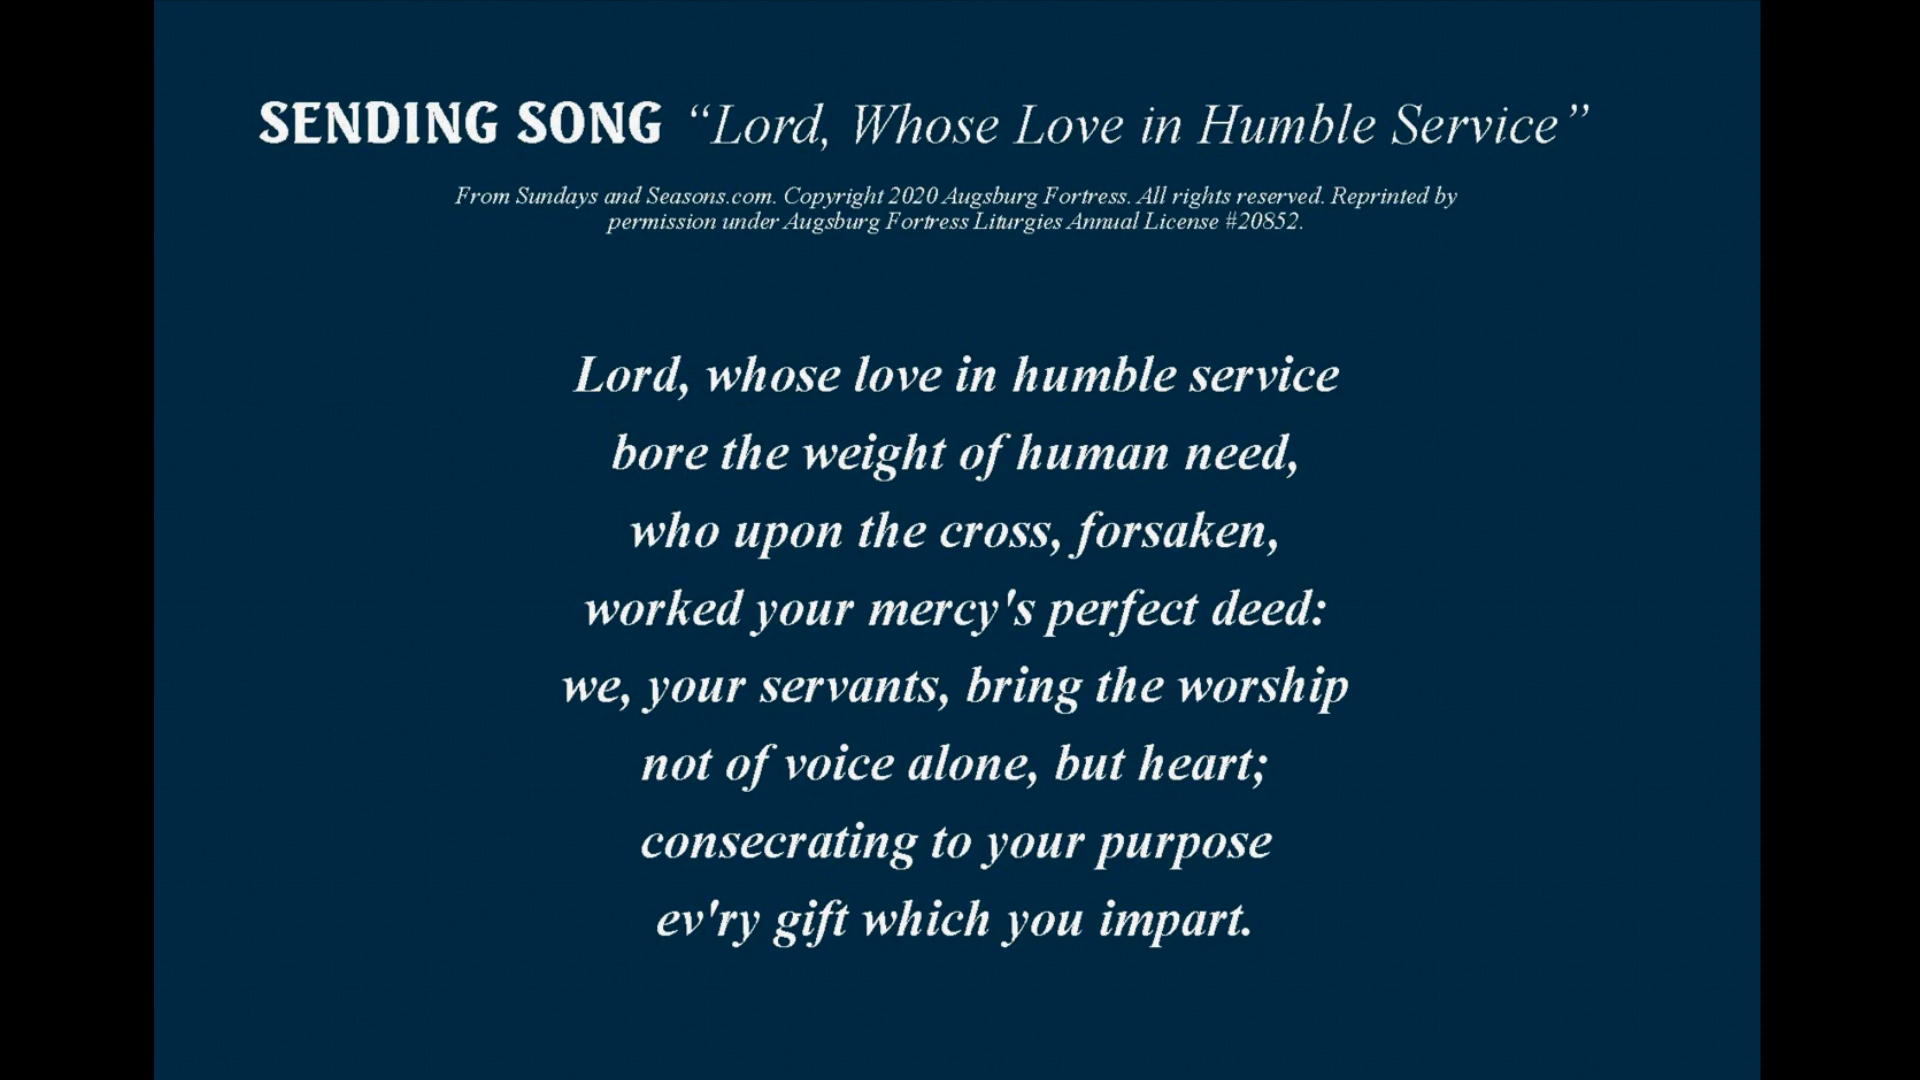 SENDING SONG “Lord, Whose Love in Humble Service”
From Sundays and Seasons.com. Copyright 2020 Augsburg Fortress. All rights reserved. Reprinted by
permission under Augsburg Fortress Liturgies Annual License #20852.
Lord, whose love in humble service
bore the weight of human need,
who upon the cross, forsaken,
worked your mercy's perfect deed:
we, your servants, bring the worship
not of voice alone, but heart;
consecrating to your purpose
ev'ry gift which you impart.